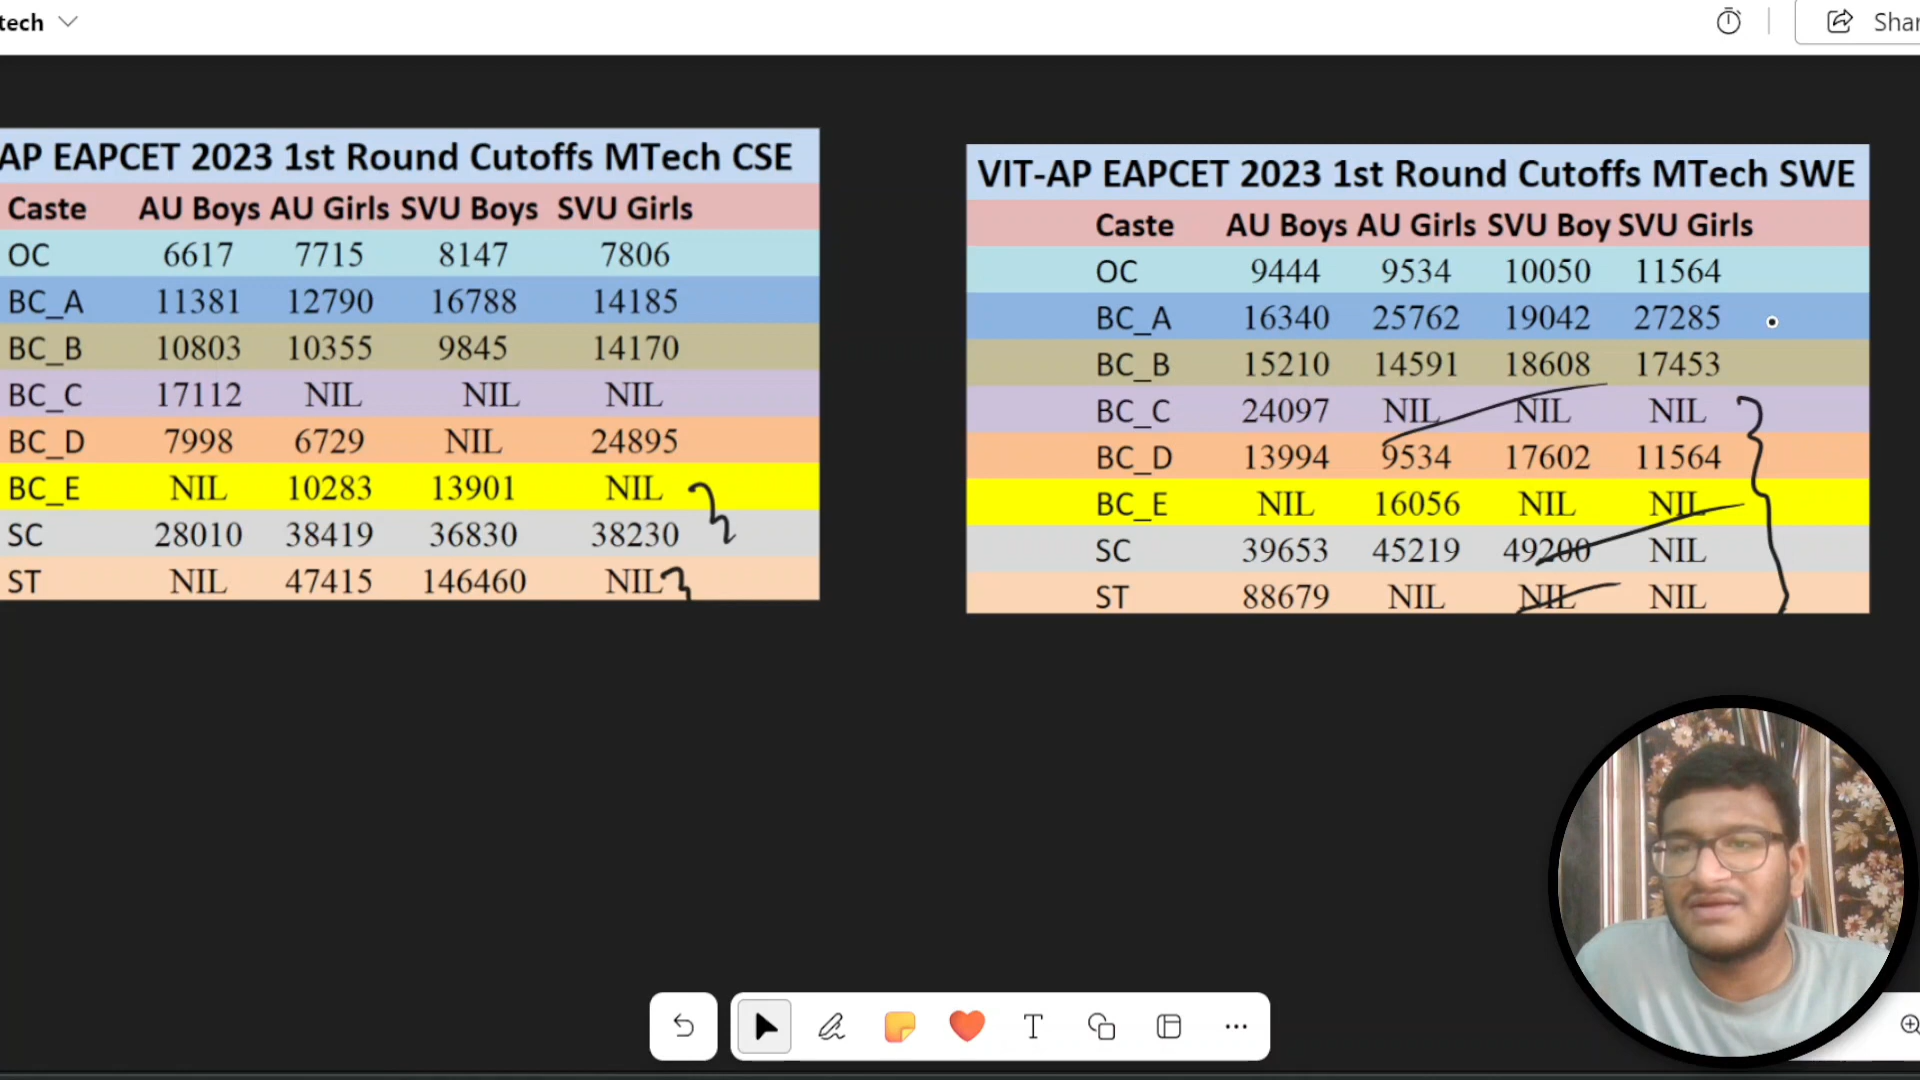 tech
Shar
AP EAPCET 2023 1st Round Cutoffs MTech CSE
Caste AU Boys AU Girls SVU Boys SVU Girls
OC 6617 7715 8147 7806
BC_A 11381 12790 16788 14185
BC_B 10803 10355 9845 14170
BC_C 17112 NIL NIL NIL
BC_D 7998 6729 NIL 24895
BC_E NIL 10283 13901 NIL
SC 28010 38419 36830 38230
ST NIL 47415 146460 NIL
VIT-AP EAPCET 2023 1st Round Cutoffs MTech SWE
Caste AU Boys AU Girls SVU Boy SVU Girls
OC 9444 9534 10050 11564
BC_A 16340 25762 19042 27285
BC_B 15210 14591 18608 17453
BC_C 24097 NIL NIL NIL
BC_D 13994 9534 17602 11564
BC_E NIL 16056 NIL NIL
SC 39653 45219 49200 NIL
ST 88679 NIL NIL NIL